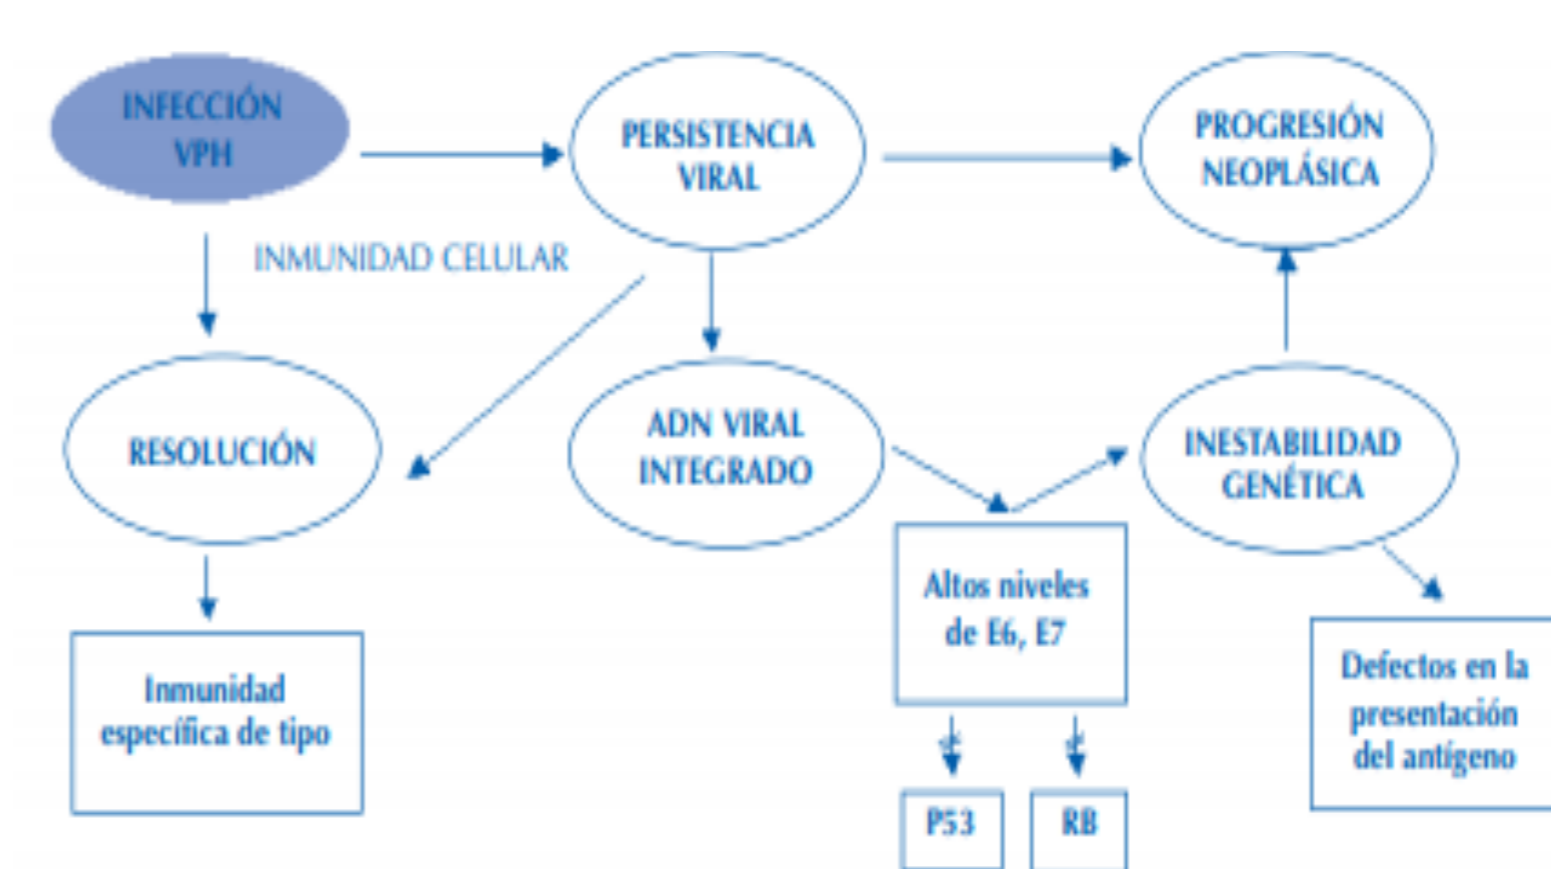 INFECCIÓN
VPH
PERSISTENCIA
VIRAL
PROGRESIÓN
NEOPLÁSICA
INMUNIDAD CELULAR
RESOLUCIÓN
ADN VIRAL
INTEGRADO
INESTABILIDAD
GENÉTICA
Altos niveles
de E6, E7
Inmunidad
específica de tipo
Defectos en la
presentación
del antígeno
P53
RB